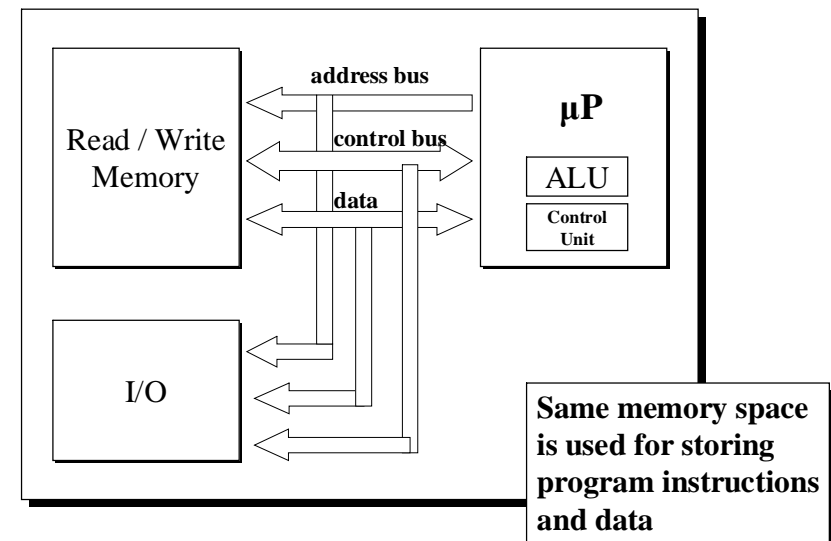 address bus
μP
Read / Write
Memory
control bus
ALU
data
Control
Unit
I/O
Same memory space
is used for storing
program instructions
and data